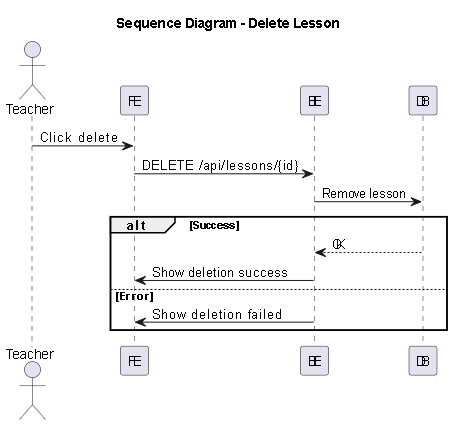 Sequence Diagram - Delete Lesson
Teacher
FE
BE
DB
Click delete
DELETE /api/lessons/{id}
Remove lesson
alt
[Success]
OK
Show deletion success
[Error]
Show deletion failed
Teacher
FE
BE
DB